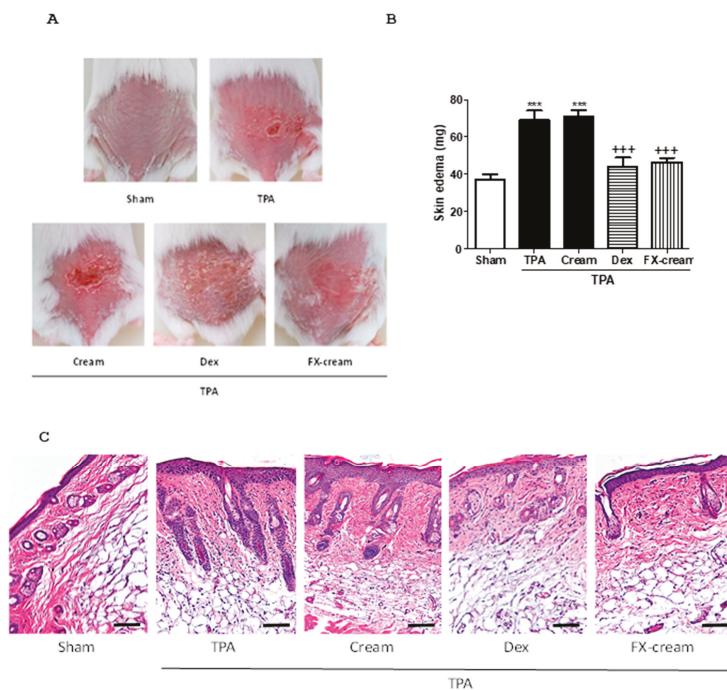 A
Sham TPA
Cream Dex FX-cream
TPA
B
Skin edema (mg)
80
60
40
20
0
*** *** +++ +++
Sham TPA Cream Dex FX-cream
TPA
C
Sham TPA Cream Dex FX-cream
TPA